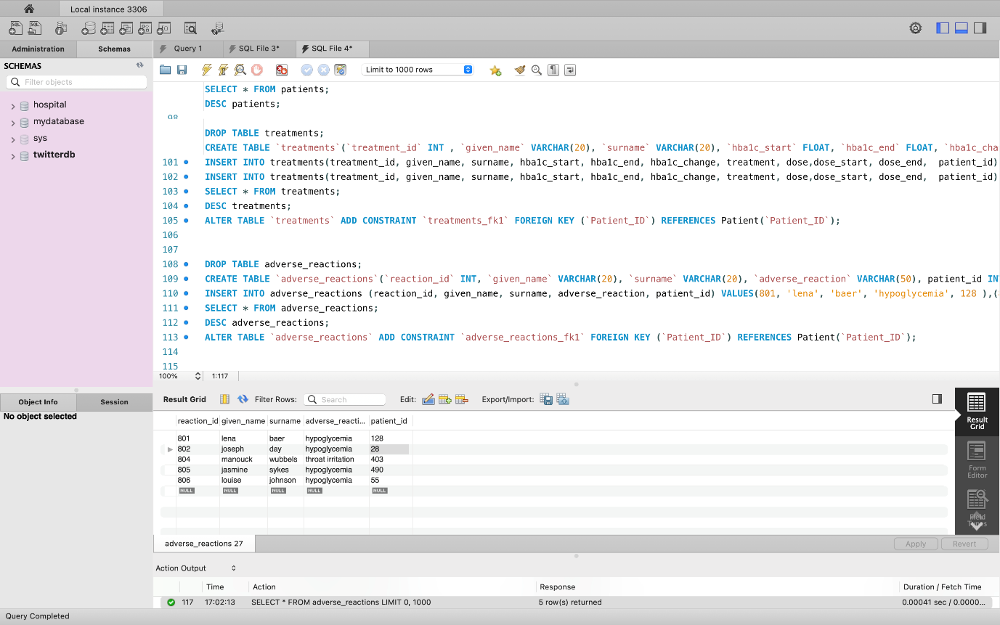 Local instance 3306
Administration
Schemas
Query 1
SQL File 3*
SQL File 4*
SCHEMAS
Filter objects
hospital
mydatabase
sys
twitterdb
Limit to 1000 rows
SELECT * FROM patients;
DESC patients;
98
DROP TABLE treatments;
CREATE TABLE `treatments`(`treatment_id` INT , `given_name` VARCHAR(20), `surname` VARCHAR(20), `hba1c_start` FLOAT, `hba1c_end` FLOAT, `hba1c_cha
101 INSERT INTO treatments(treatment_id, given_name, surname, hba1c_start, hba1c_end, hba1c_change, treatment, dose,dose_start, dose_end,  patient_id)
102 INSERT INTO treatments(treatment_id, given_name, surname, hba1c_start, hba1c_end, hba1c_change, treatment, dose,dose_start, dose_end,  patient_id)
103 SELECT * FROM treatments;
104 DESC treatments;
105 ALTER TABLE `treatments` ADD CONSTRAINT `treatments_fk1` FOREIGN KEY (`Patient_ID`) REFERENCES Patient(`Patient_ID`);
106
107
108 DROP TABLE adverse_reactions;
109 CREATE TABLE `adverse_reactions`(`reaction_id` INT, `given_name` VARCHAR(20), `surname` VARCHAR(20), `adverse_reaction` VARCHAR(50), patient_id IN
110 INSERT INTO adverse_reactions (reaction_id, given_name, surname, adverse_reaction, patient_id) VALUES(801, 'lena', 'baer', 'hypoglycemia', 128 ),(
111 SELECT * FROM adverse_reactions;
112 DESC adverse_reactions;
113 ALTER TABLE `adverse_reactions` ADD CONSTRAINT `adverse_reactions_fk1` FOREIGN KEY (`Patient_ID`) REFERENCES Patient(`Patient_ID`);
114
115
100% 1:117
Object Info
Session
No object selected
Result Grid
Filter Rows:
Search
Edit:
Export/Import:
reaction_id given_name surname adverse_reacti... patient_id
801 lena baer hypoglycemia 128
802 joseph day hypoglycemia 28
804 manouck wubbels throat irritation 403
805 jasmine sykes hypoglycemia 490
806 louise johnson hypoglycemia 55
NULL NULL NULL NULL NULL
Result
Grid
Form
Editor
Field
Types
adverse_reactions 27
Apply
Revert
Action Output
Time Action Response Duration / Fetch Time
117 17:02:13 SELECT * FROM adverse_reactions LIMIT 0, 1000 5 row(s) returned 0.00041 sec / 0.0000...
Query Completed